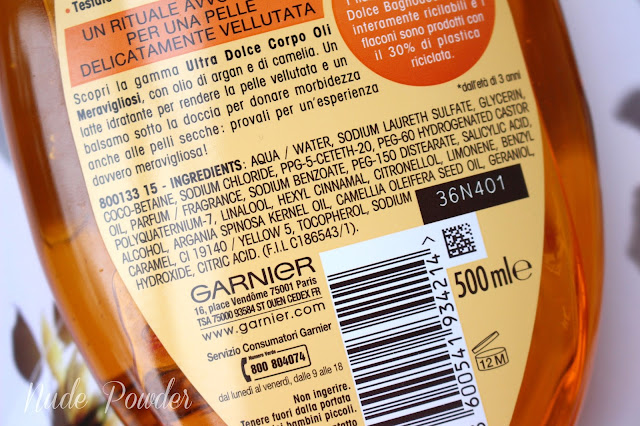 UN RITUALE
PER UNA PELLE
DELICATAMENTE VELLUTATA
Dolce
interamente riciclabili e i
flaconi sono prodotti con
il 30% di plastica
riciclata.
*dall'età di 3 anni
Scopri la gamma Ultra Dolce Corpo Oli
Meravigliosi, con olio di argan e di camelia. Un
latte idratante per rendere la pelle vellutata e un
balsamo sotto la doccia per donare morbidezza
anche alle pelli secche: provali per un'esperienza
davvero meravigliosa!
800133 15 - INGREDIENTS: AQUA / WATER, SODIUM LAURETH SULFATE, GLYCERIN,
COCO-BETAINE, SODIUM CHLORIDE, PPG-5-CETETH-20, PEG-60 HYDROGENATED CASTOR
OIL, PARFUM / FRAGRANCE, SODIUM BENZOATE, PEG-150 DISTEARATE, SALICYLIC ACID,
POLYQUATERNIUM-7, LINALOOL, HEXYL CINNAMAL, CITRONELLOL, LIMONENE, BENZYL
ALCOHOL, ARGANIA SPINOSA KERNEL OIL, CAMELLIA OLEIFERA SEED OIL, GERANIOL,
CARAMEL, CI 19140 / YELLOW 5, TOCOPHEROL, SODIUM
HYDROXIDE, CITRIC ACID. (F.I.L C186543/1).
36N401
GARNIER
16, place Vendôme 75001 Paris
TSA 75000 93584 ST OUEN CEDEX FR
www.garnier.com
Servizio Consumatori Garnier
Numero Verde
800 804074
dal lunedì al venerdì, dalle 9 alle 18
Non ingerire.
Tenere fuori dalla portata
dei bambini piccoli.
500 ml e
12M
600541 934214 >
Nude Powder